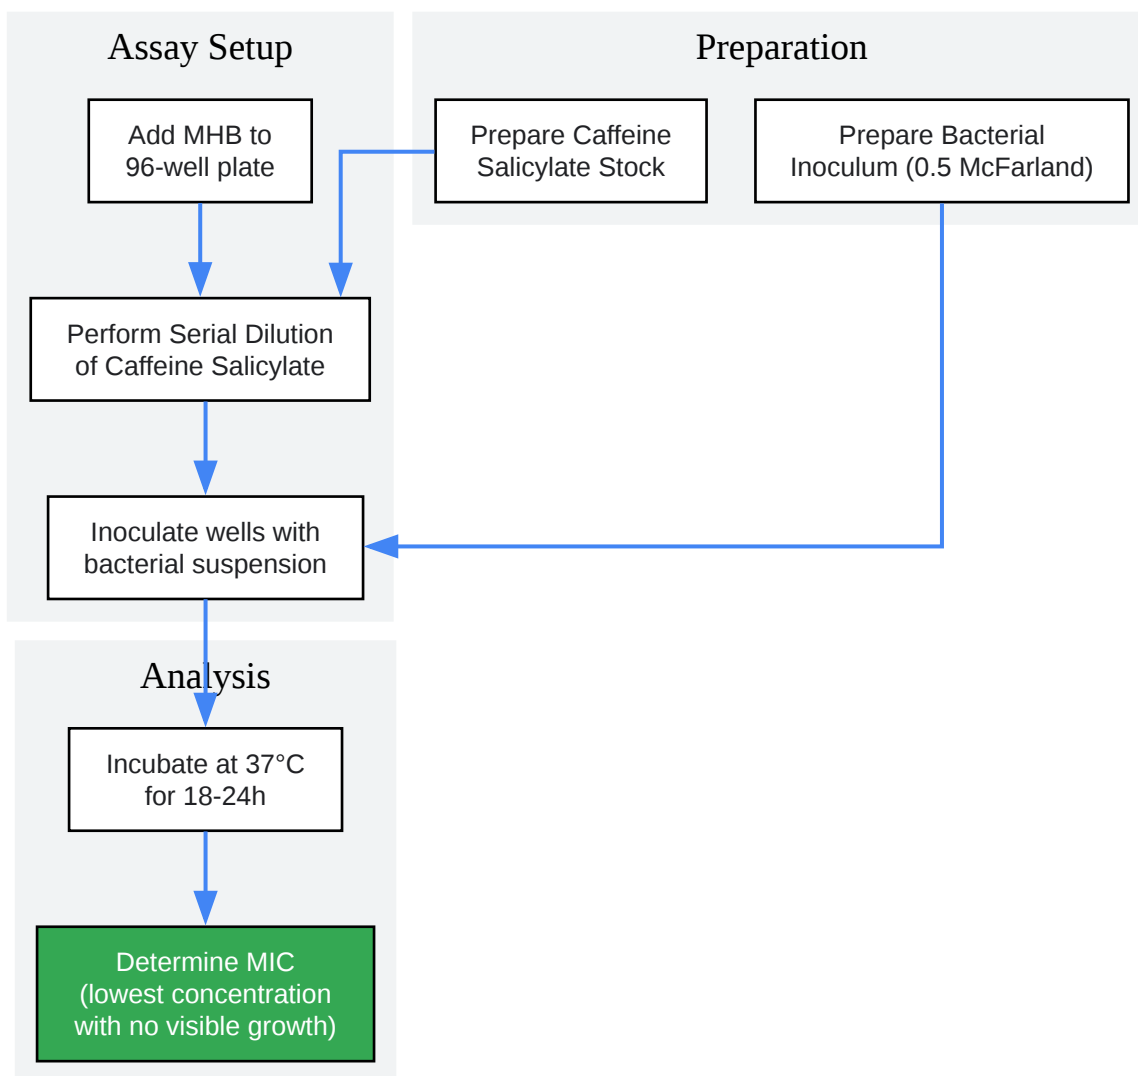 Assay Setup
Add MHB to
96-well plate
Perform Serial Dilution
of Caffeine Salicylate
Inoculate wells with
bacterial suspension
Preparation
Prepare Caffeine
Salicylate Stock
Prepare Bacterial
Inoculum (0.5 McFarland)
Analysis
Incubate at 37°C
for 18-24h
Determine MIC
(lowest concentration
with no visible growth)